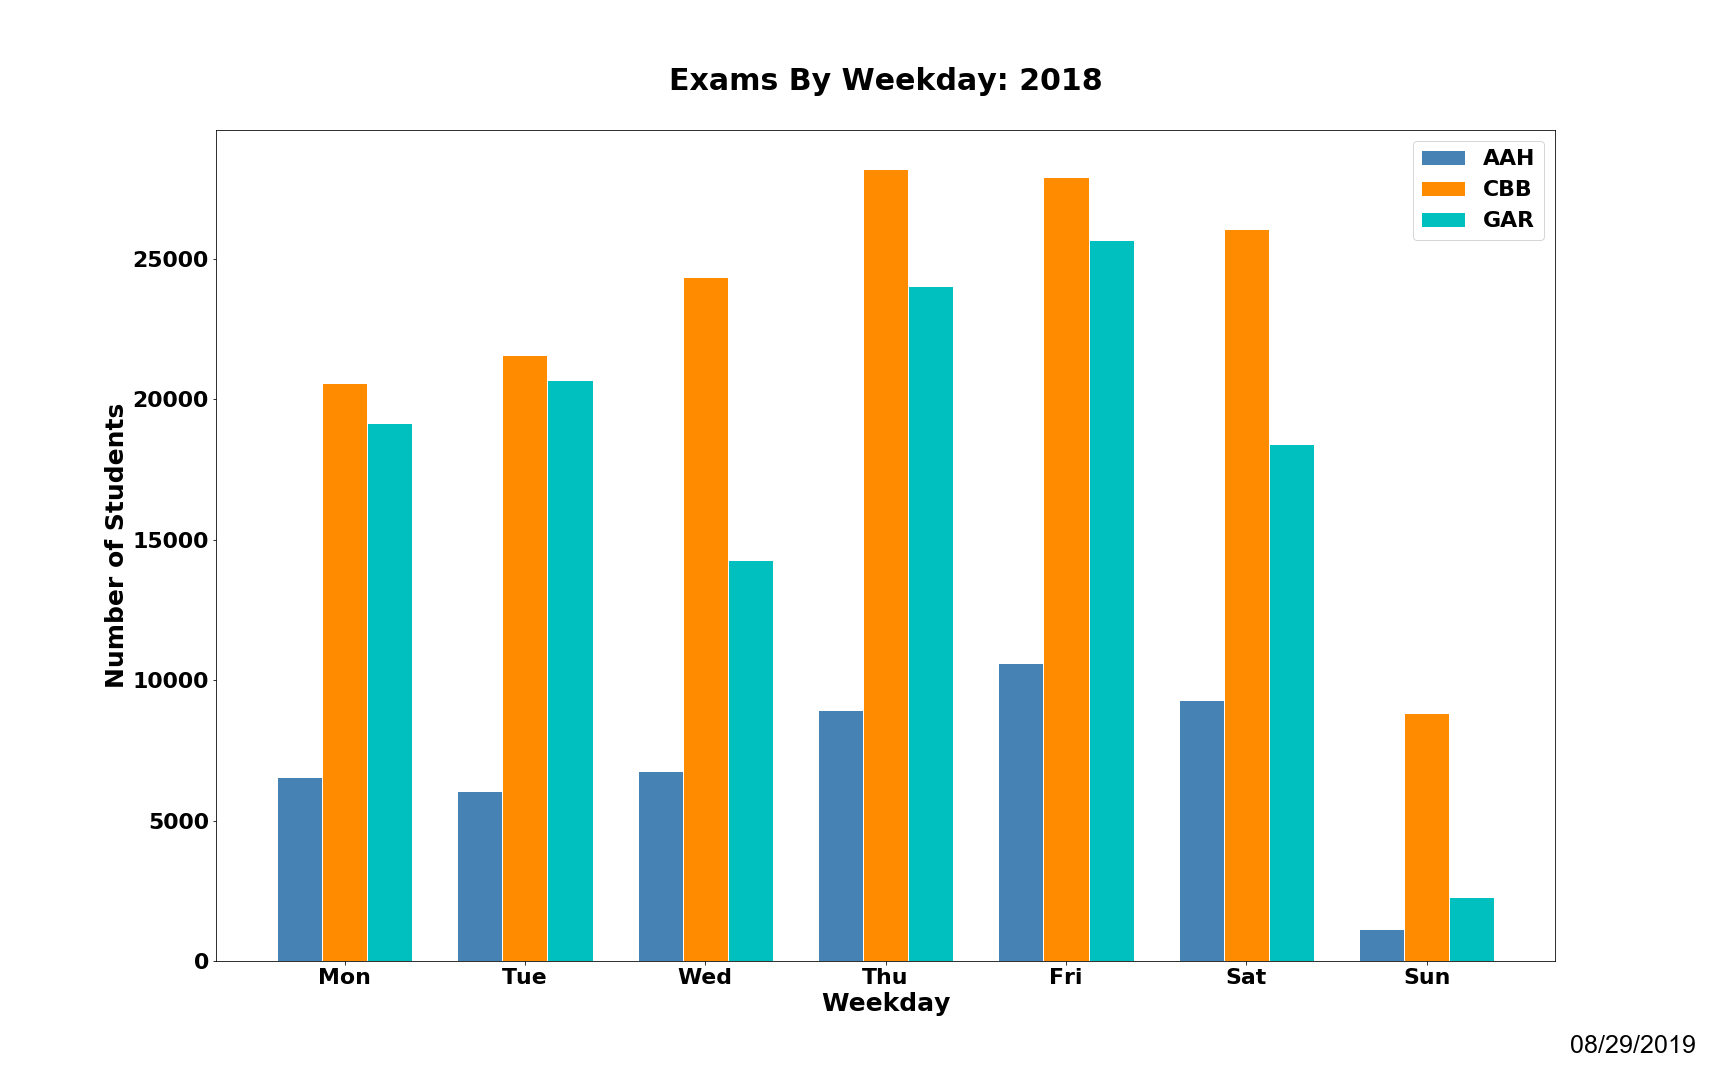 Exams By Weekday: 2018
AAH
CBB
GAR
25000
20000
15000
10000
5000
0
Number of Students
Mon Tue Wed Thu Fri Sat Sun
Weekday
08/29/2019